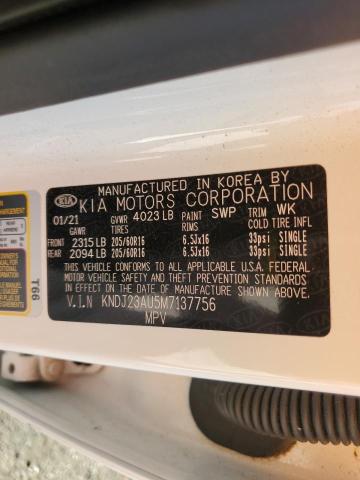 MANUFACTURED IN KOREA BY
KIA KIA MOTORS CORPORATION
01/21 GVWR 4023 LB PAINT SWP TRIM WK
GAWR TIRES RIMS COLD TIRE INFL
FRONT 2315 LB 205/60R16 6.5Jx16 33psi SINGLE
REAR 2094 LB 205/60R16 6.5Jx16 33psi SINGLE
THIS VEHICLE CONFORMS TO ALL APPLICABLE U.S.A. FEDERAL
MOTOR VEHICLE SAFETY AND THEFT PREVENTION STANDARDS
IN EFFECT ON THE DATE OF MANUFACTURE SHOWN ABOVE.
V.I.N KNDJ23AU5M7137756
MPV
T66